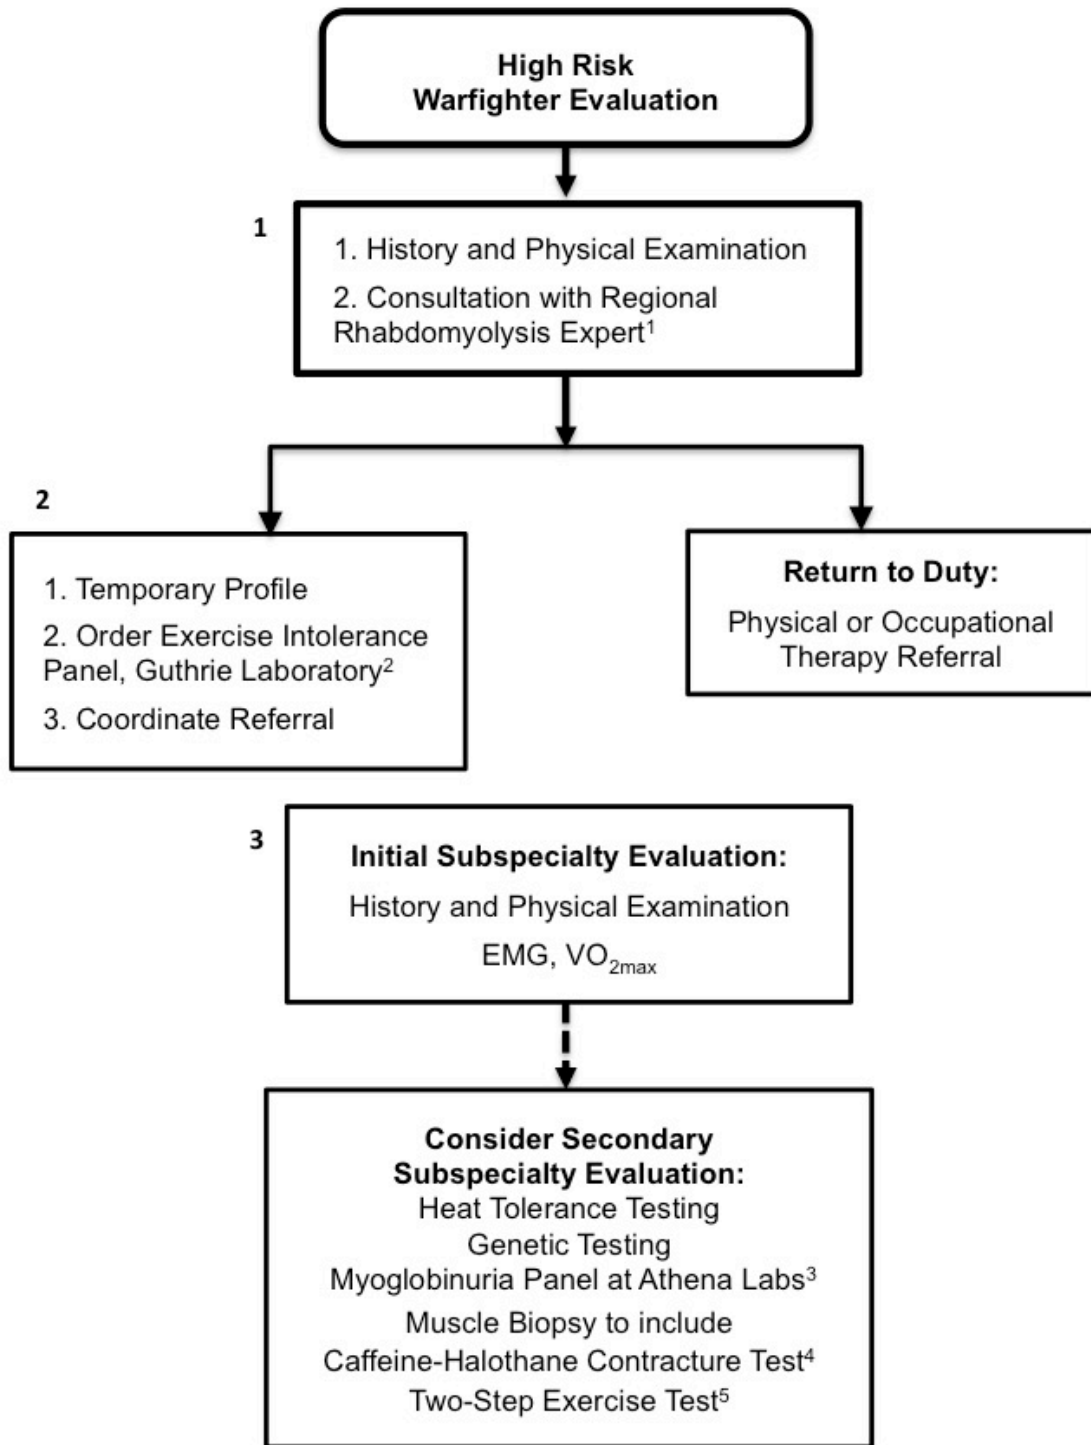 High Risk
Warfighter Evaluation
1
1. History and Physical Examination
2. Consultation with Regional
Rhabdomyolysis Expert¹
2
1. Temporary Profile
2. Order Exercise Intolerance
Panel, Guthrie Laboratory²
3. Coordinate Referral
Return to Duty:
Physical or Occupational
Therapy Referral
3
Initial Subspecialty Evaluation:
History and Physical Examination
EMG, VO₂max
Consider Secondary
Subspecialty Evaluation:
Heat Tolerance Testing
Genetic Testing
Myoglobinuria Panel at Athena Labs³
Muscle Biopsy to include
Caffeine-Halothane Contracture Test⁴
Two-Step Exercise Test⁵